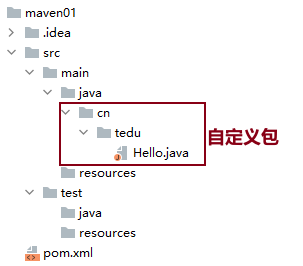 maven01
.idea
src
main
java
cn
tedu
自定义包
Hello.java
resources
test
java
resources
pom.xml